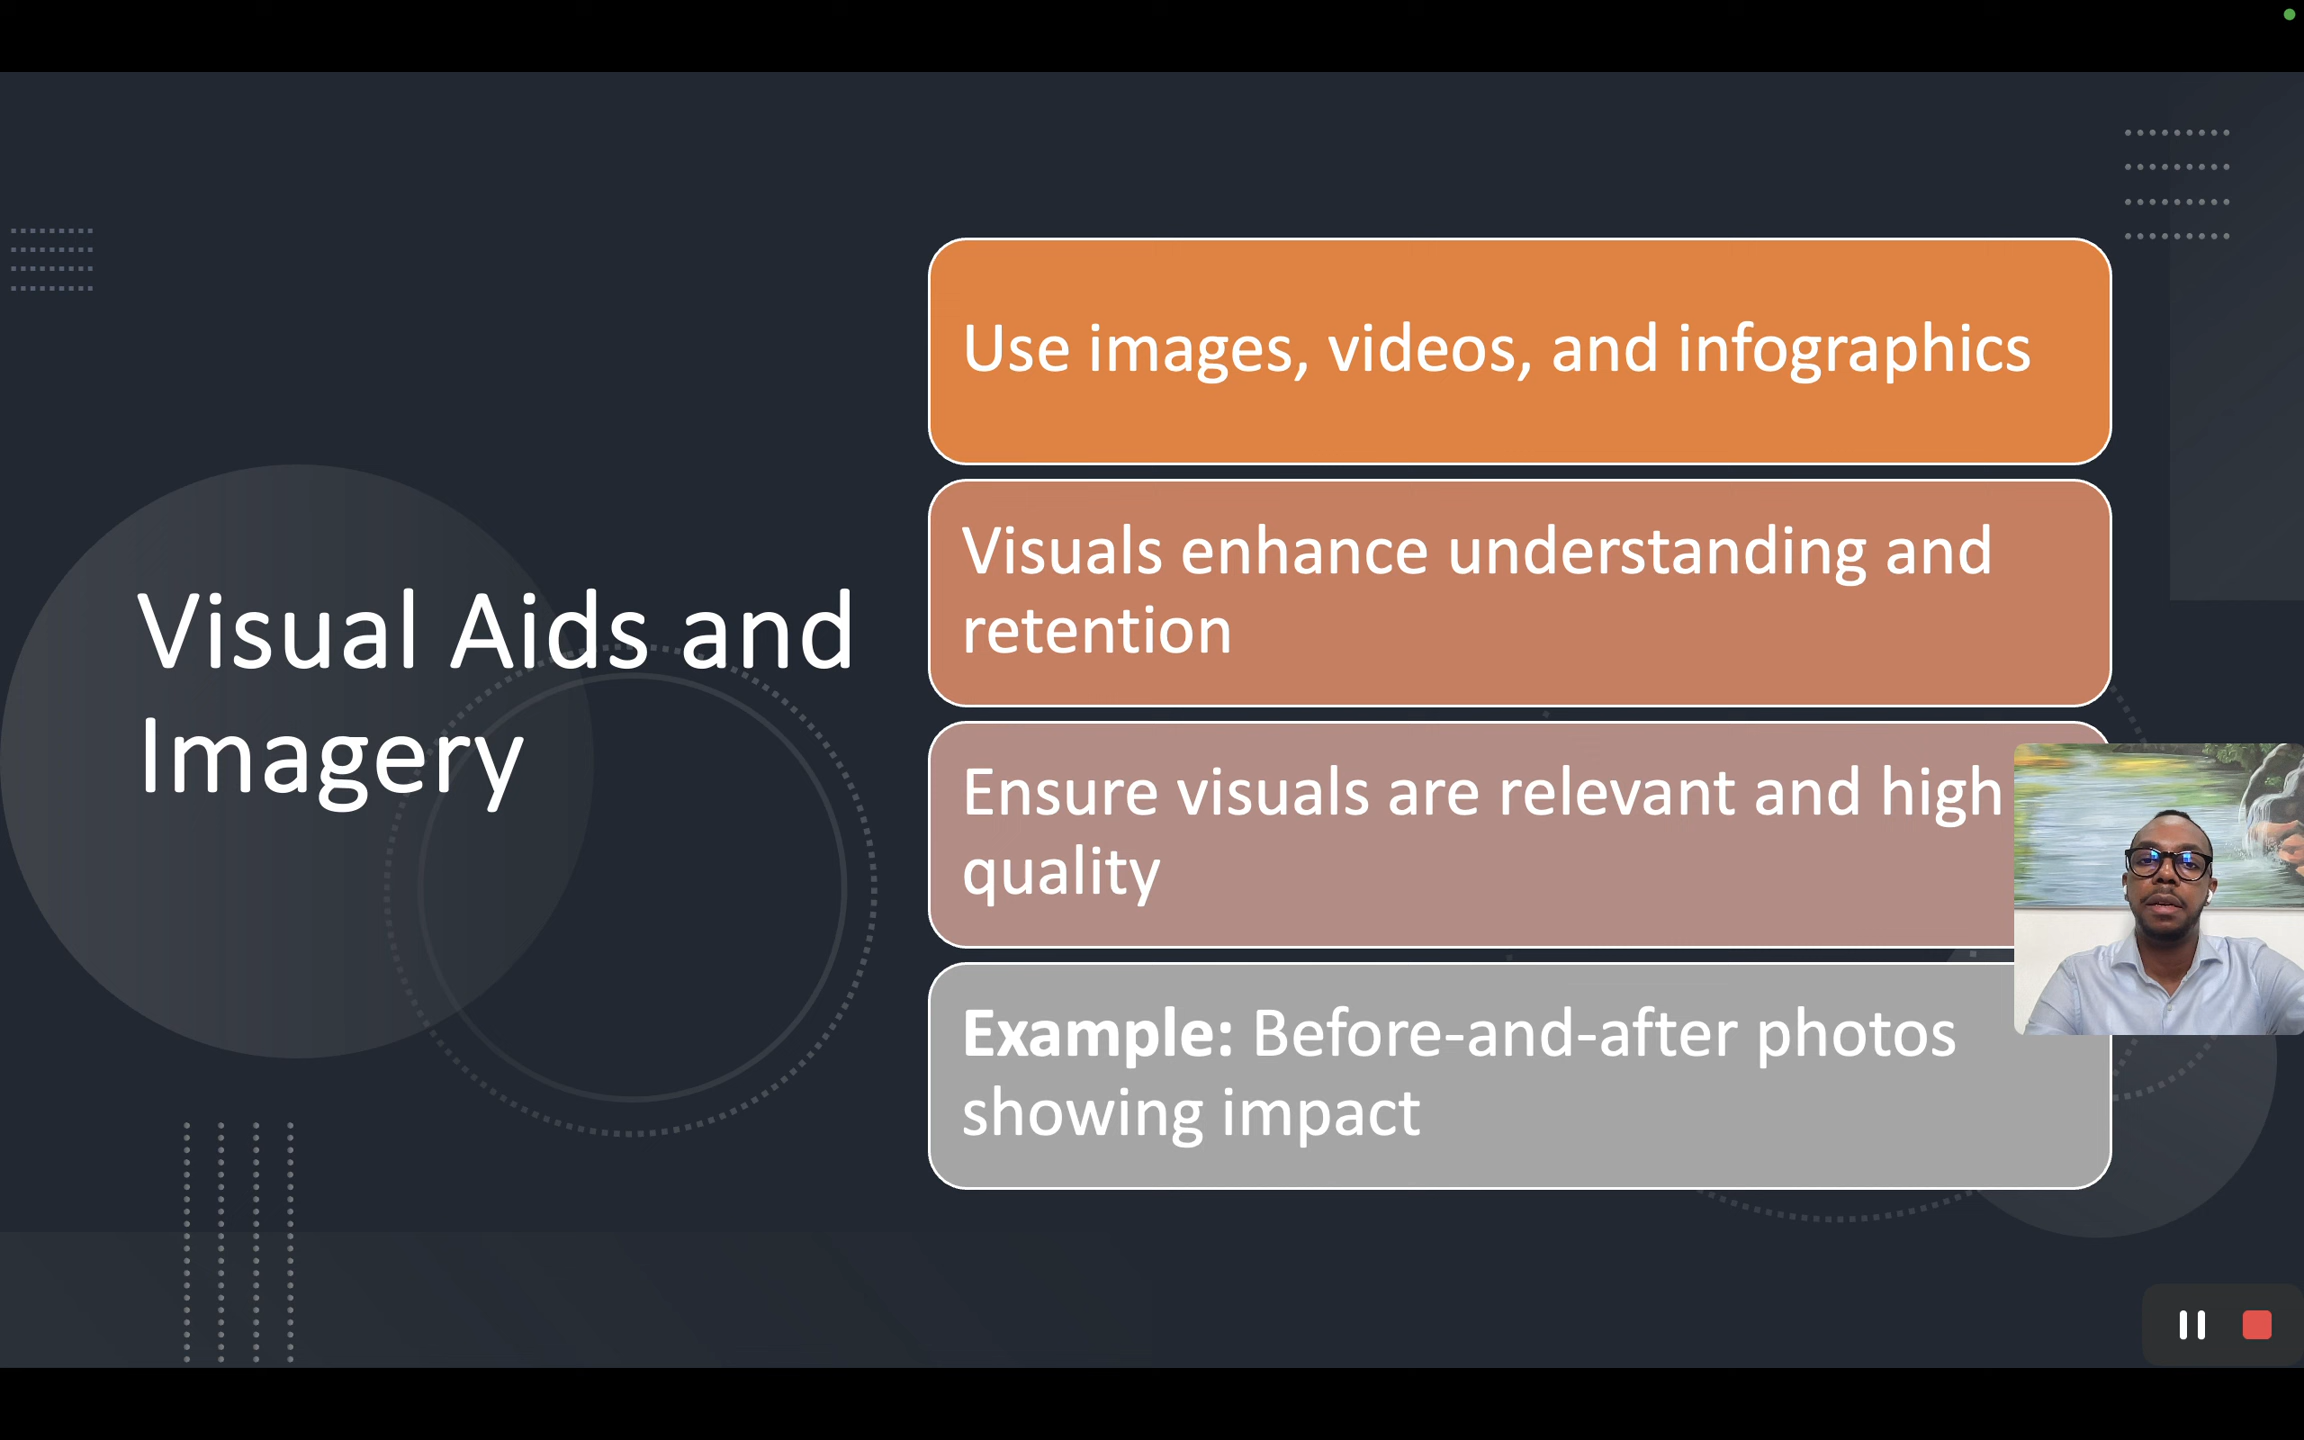 Visual Aids and
Imagery
Use images, videos, and infographics
Visuals enhance understanding and
retention
Ensure visuals are relevant and high
quality
Example: Before-and-after photos
showing impact